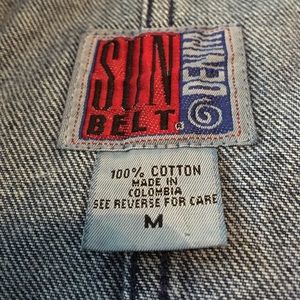 SUN
BELT®
DENIM
100% COTTON
MADE IN
COLOMBIA
SEE REVERSE FOR CARE
M